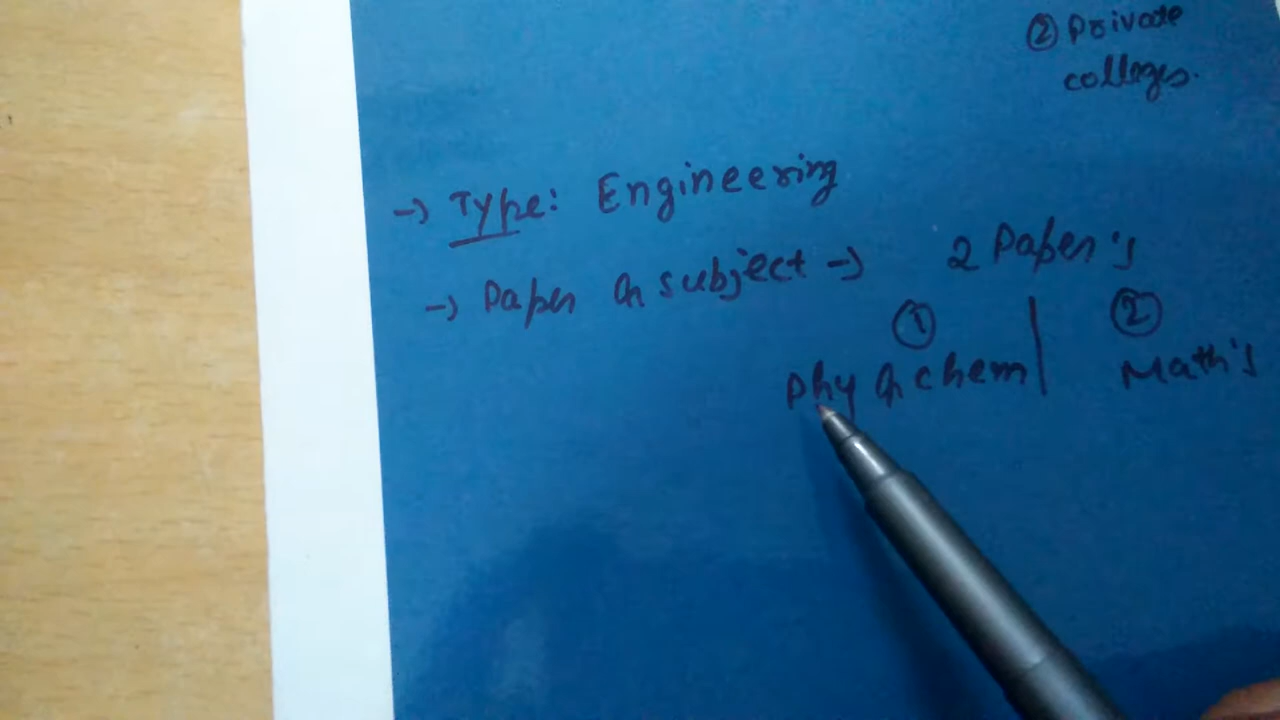 ② Private
colleges.
→ Type: Engineering
→ Paper & subject → 2 Paper's
① ②
Phy & chem | Math's